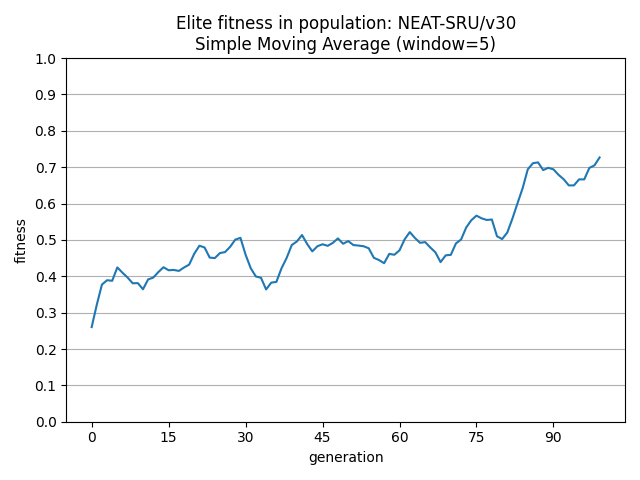 Elite fitness in population: NEAT-SRU/v30
Simple Moving Average (window=5)
1.0
0.9
0.8
0.7
0.6
0.5
0.4
0.3
0.2
0.1
0.0
fitness
0 15 30 45 60 75 90
generation